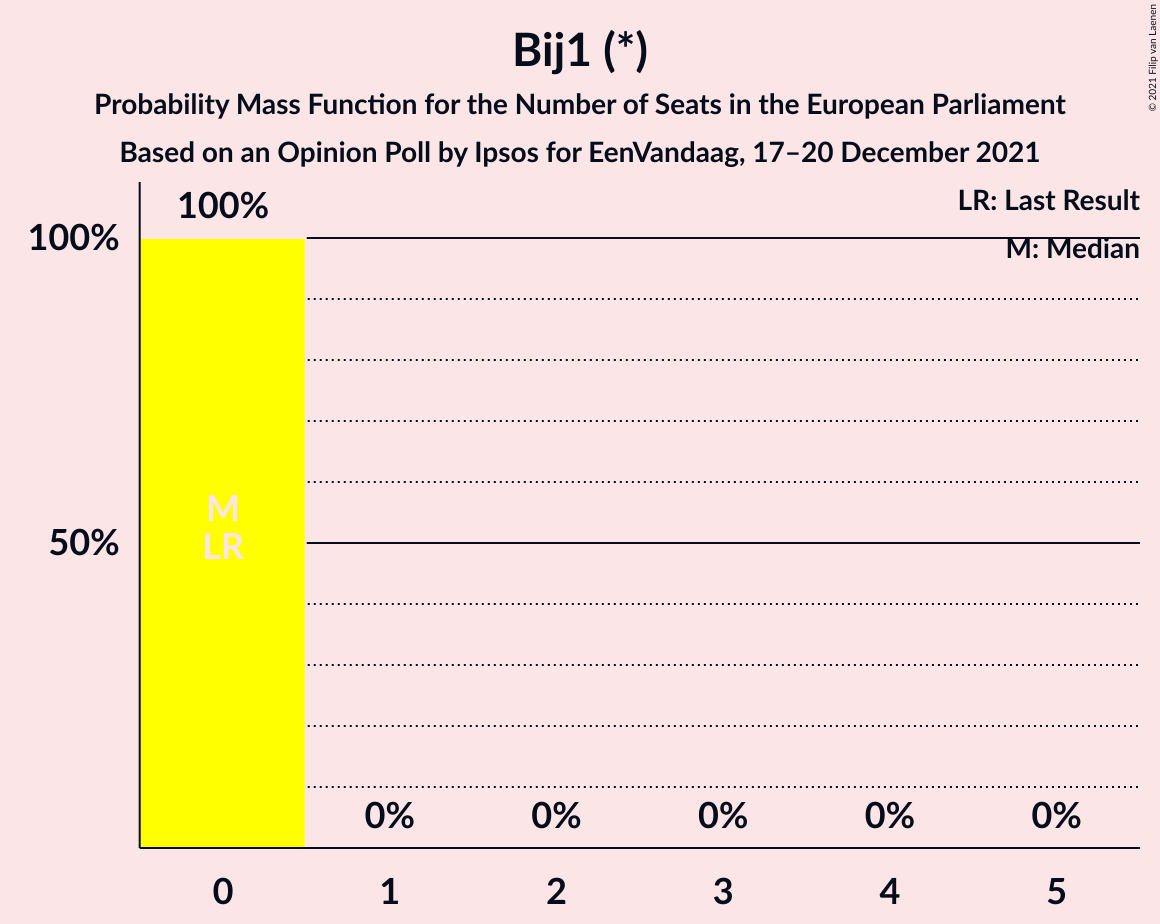 Bij1 (*)
Probability Mass Function for the Number of Seats in the European Parliament
Based on an Opinion Poll by Ipsos for EenVandaag, 17–20 December 2021
© 2021 Filip van Laenen
LR: Last Result
M: Median
100%
100%
50%
M
LR
0% 0% 0% 0% 0%
0 1 2 3 4 5